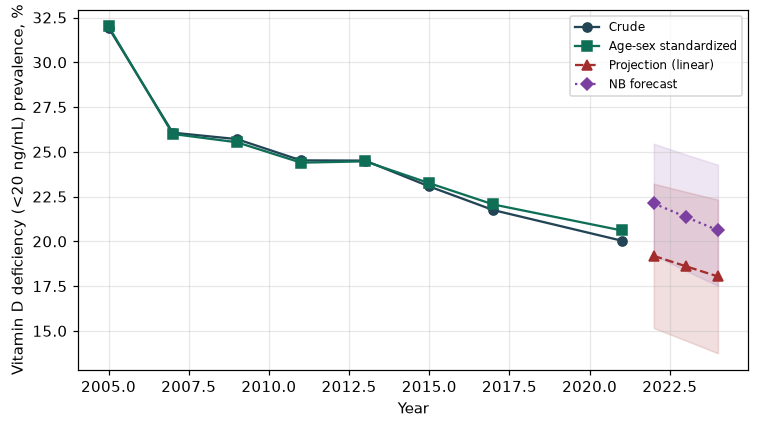 Vitamin D deficiency (<20 ng/mL) prevalence, %
32.5
30.0
27.5
25.0
22.5
20.0
17.5
15.0
Crude
Age-sex standardized
Projection (linear)
NB forecast
2005.0 2007.5 2010.0 2012.5 2015.0 2017.5 2020.0 2022.5
Year